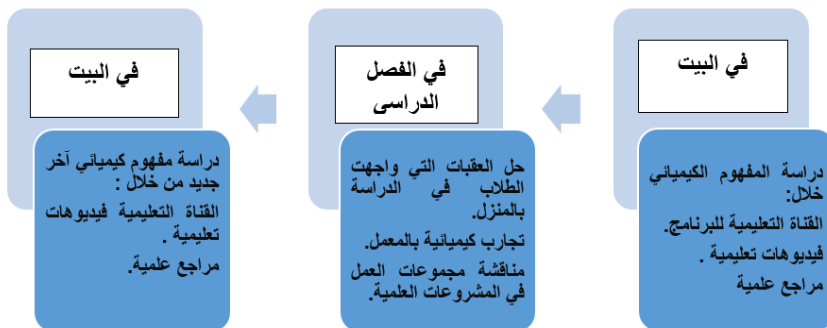 في البيت
دراسة المفهوم الكيميائي
خلال:
القناة التعليمية للبرنامج.
فيديوهات تعليمية .
مراجع علمية
في الفصل
الدراسى
حل العقبات التي واجهت
الطلاب في الدراسة
بالمنزل.
تجارب كيميائية بالمعمل.
مناقشة مجموعات العمل
في المشروعات العلمية.
في البيت
دراسة مفهوم كيميائي آخر
جديد من خلال :
القناة التعليمية فيديوهات
تعليمية .
مراجع علمية.